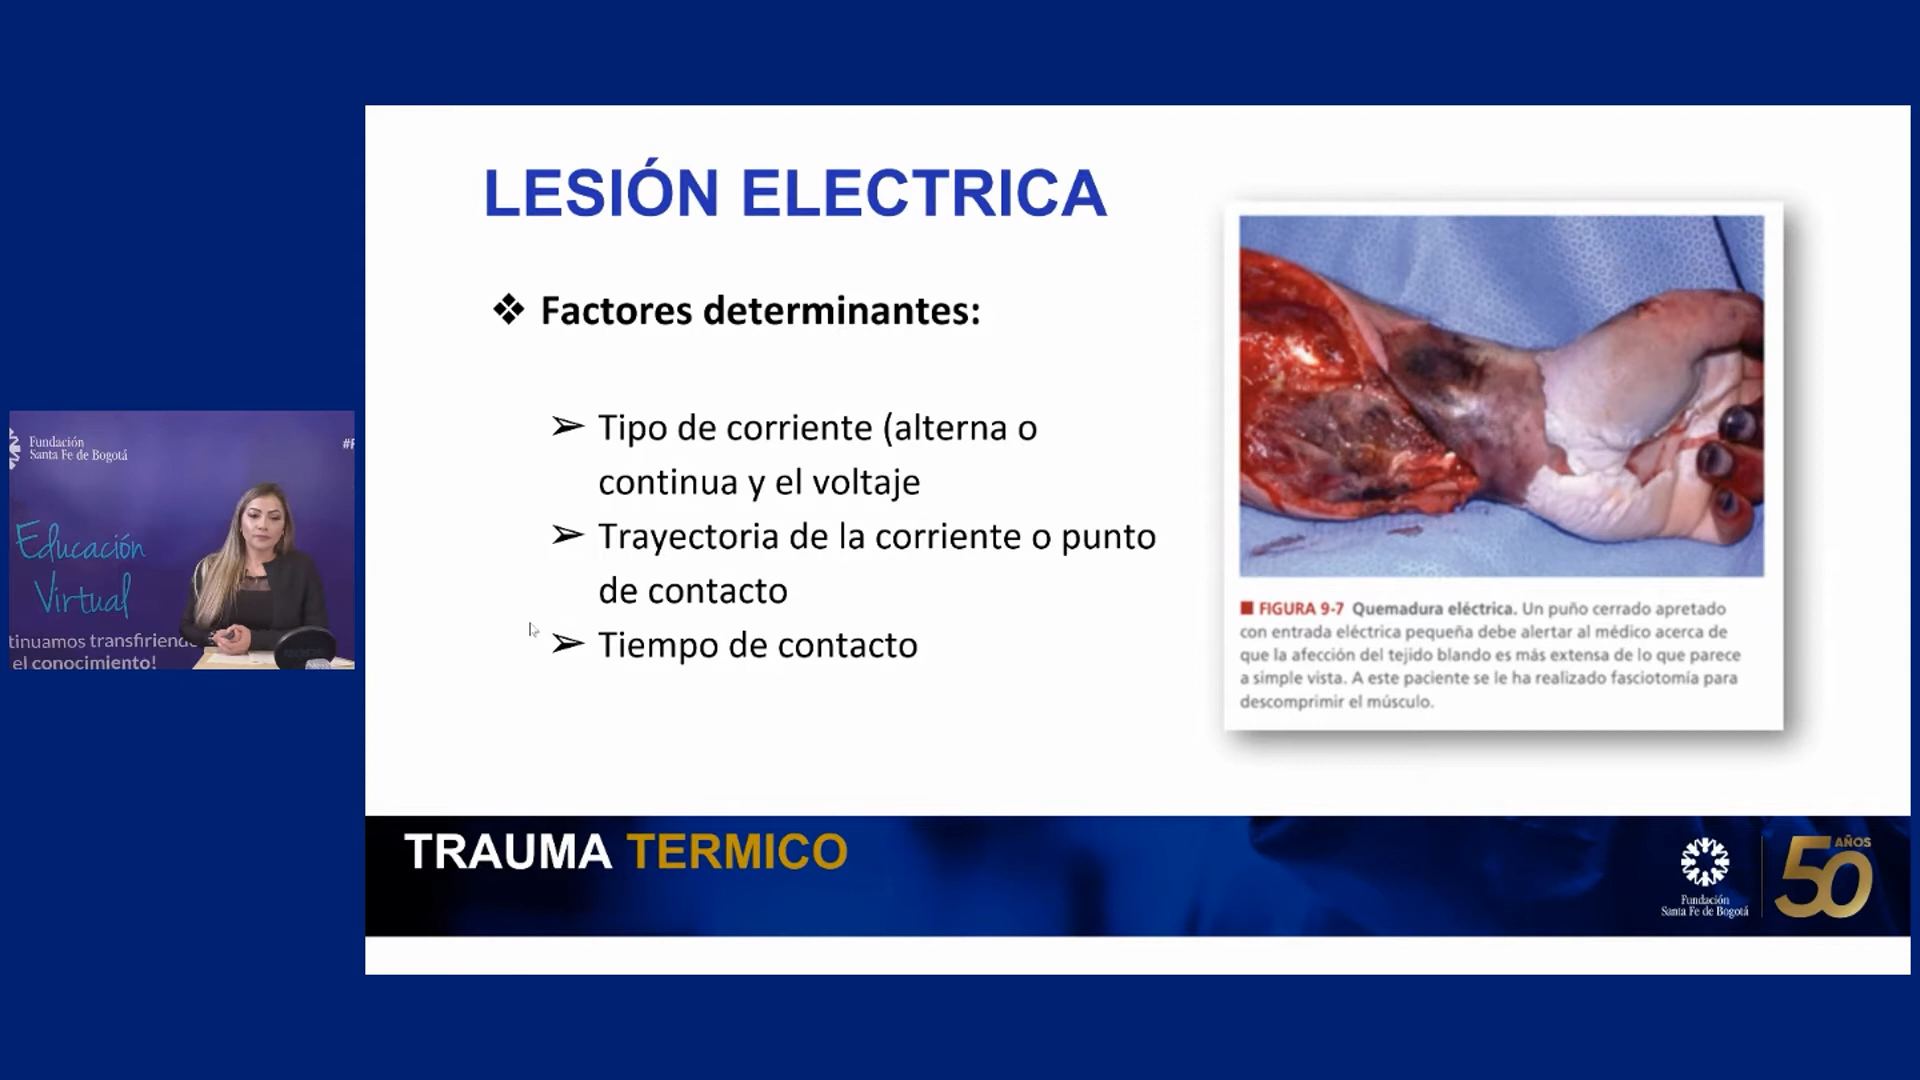 Fundación
Santa Fe de Bogotá
Educación
Virtual
el conocimiento!
LESIÓN ELECTRICA
❖ Factores determinantes:
➢ Tipo de corriente (alterna o
continua y el voltaje
➢ Trayectoria de la corriente o punto
de contacto
➢ Tiempo de contacto
■ FIGURA 9-7 Quemadura eléctrica. Un puño cerrado apretado
con entrada eléctrica pequeña debe alertar al médico acerca de
que la afección del tejido blando es más extensa de lo que parece
a simple vista. A este paciente se le ha realizado fasciotomía para
descomprimir el músculo.
TRAUMA TERMICO
Fundación
Santa Fe de Bogotá
50 AÑOS